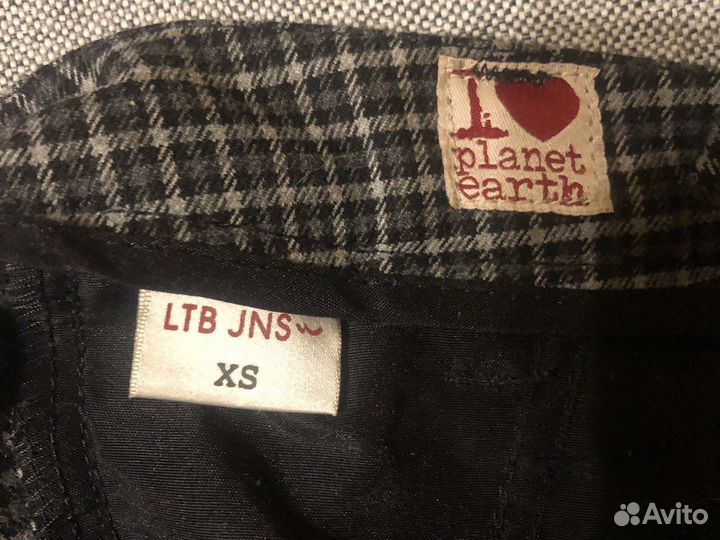 I
planet
earth
LTB JNS
XS
Avito